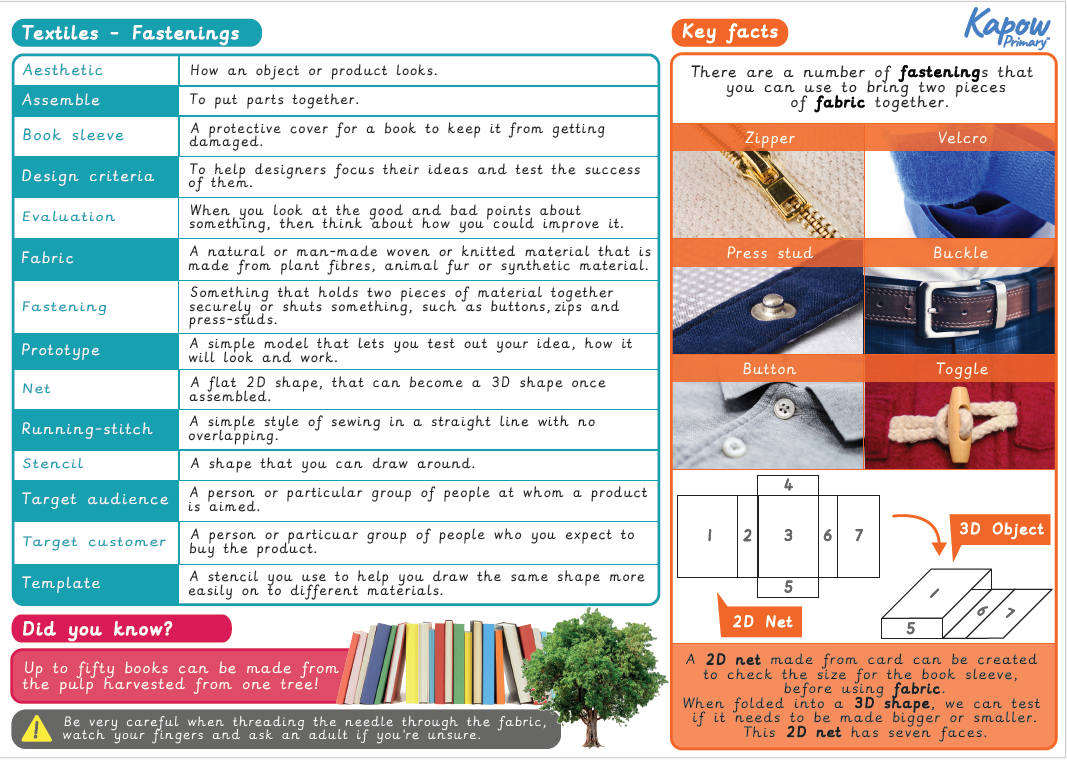 Textiles - Fastenings
Aesthetic
How an object or product looks.
Assemble
To put parts together.
Book sleeve
A protective cover for a book to keep it from getting
damaged.
Design criteria
To help designers focus their ideas and test the success
of them.
Evaluation
When you look at the good and bad points about
something, then think about how you could improve it.
Fabric
A natural or man-made woven or knitted material that is
made from plant fibres, animal fur or synthetic material.
Fastening
Something that holds two pieces of material together
securely or shuts something, such as buttons, zips and
press-studs.
Prototype
A simple model that lets you test out your idea, how it
will look and work.
Net
A flat 2D shape, that can become a 3D shape once
assembled.
Running-stitch
A simple style of sewing in a straight line with no
overlapping.
Stencil
A shape that you can draw around.
Target audience
A person or particular group of people at whom a product
is aimed.
Target customer
A person or particuar group of people who you expect to
buy the product.
Template
A stencil you use to help you draw the same shape more
easily on to different materials.
Did you know?
Up to fifty books can be made from
the pulp harvested from one tree!
Be very careful when threading the needle through the fabric,
watch your fingers and ask an adult if you're unsure.
Key facts
Kapow
Primary™
There are a number of fastenings that
you can use to bring two pieces
of fabric together.
Zipper
Velcro
Press stud
Buckle
Button
Toggle
4
1 2 3 6 7
5
2D Net
3D Object
1
6 7
5
A 2D net made from card can be created
to check the size for the book sleeve,
before using fabric.
When folded into a 3D shape, we can test
if it needs to be made bigger or smaller.
This 2D net has seven faces.